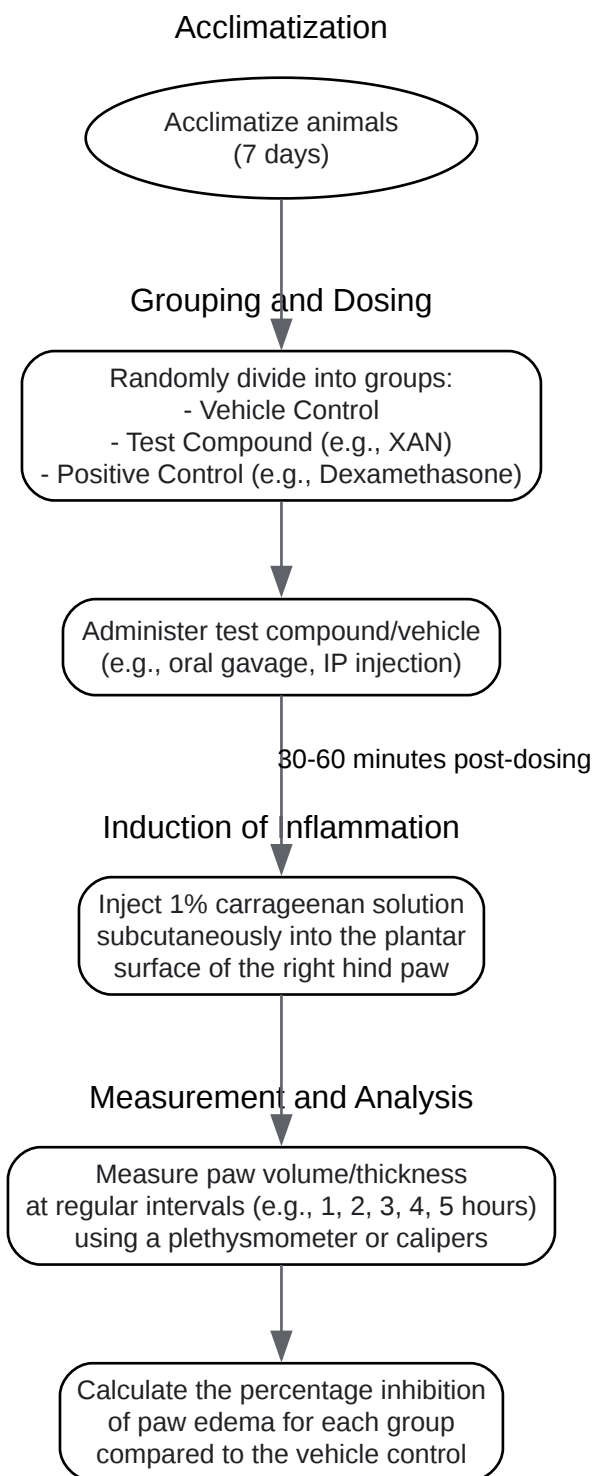 Acclimatization
Acclimatize animals
(7 days)
Grouping and Dosing
Randomly divide into groups:
- Vehicle Control
- Test Compound (e.g., XAN)
- Positive Control (e.g., Dexamethasone)
Administer test compound/vehicle
(e.g., oral gavage, IP injection)
30-60 minutes post-dosing
Induction of Inflammation
Inject 1% carrageenan solution
subcutaneously into the plantar
surface of the right hind paw
Measurement and Analysis
Measure paw volume/thickness
at regular intervals (e.g., 1, 2, 3, 4, 5 hours)
using a plethysmometer or calipers
Calculate the percentage inhibition
of paw edema for each group
compared to the vehicle control